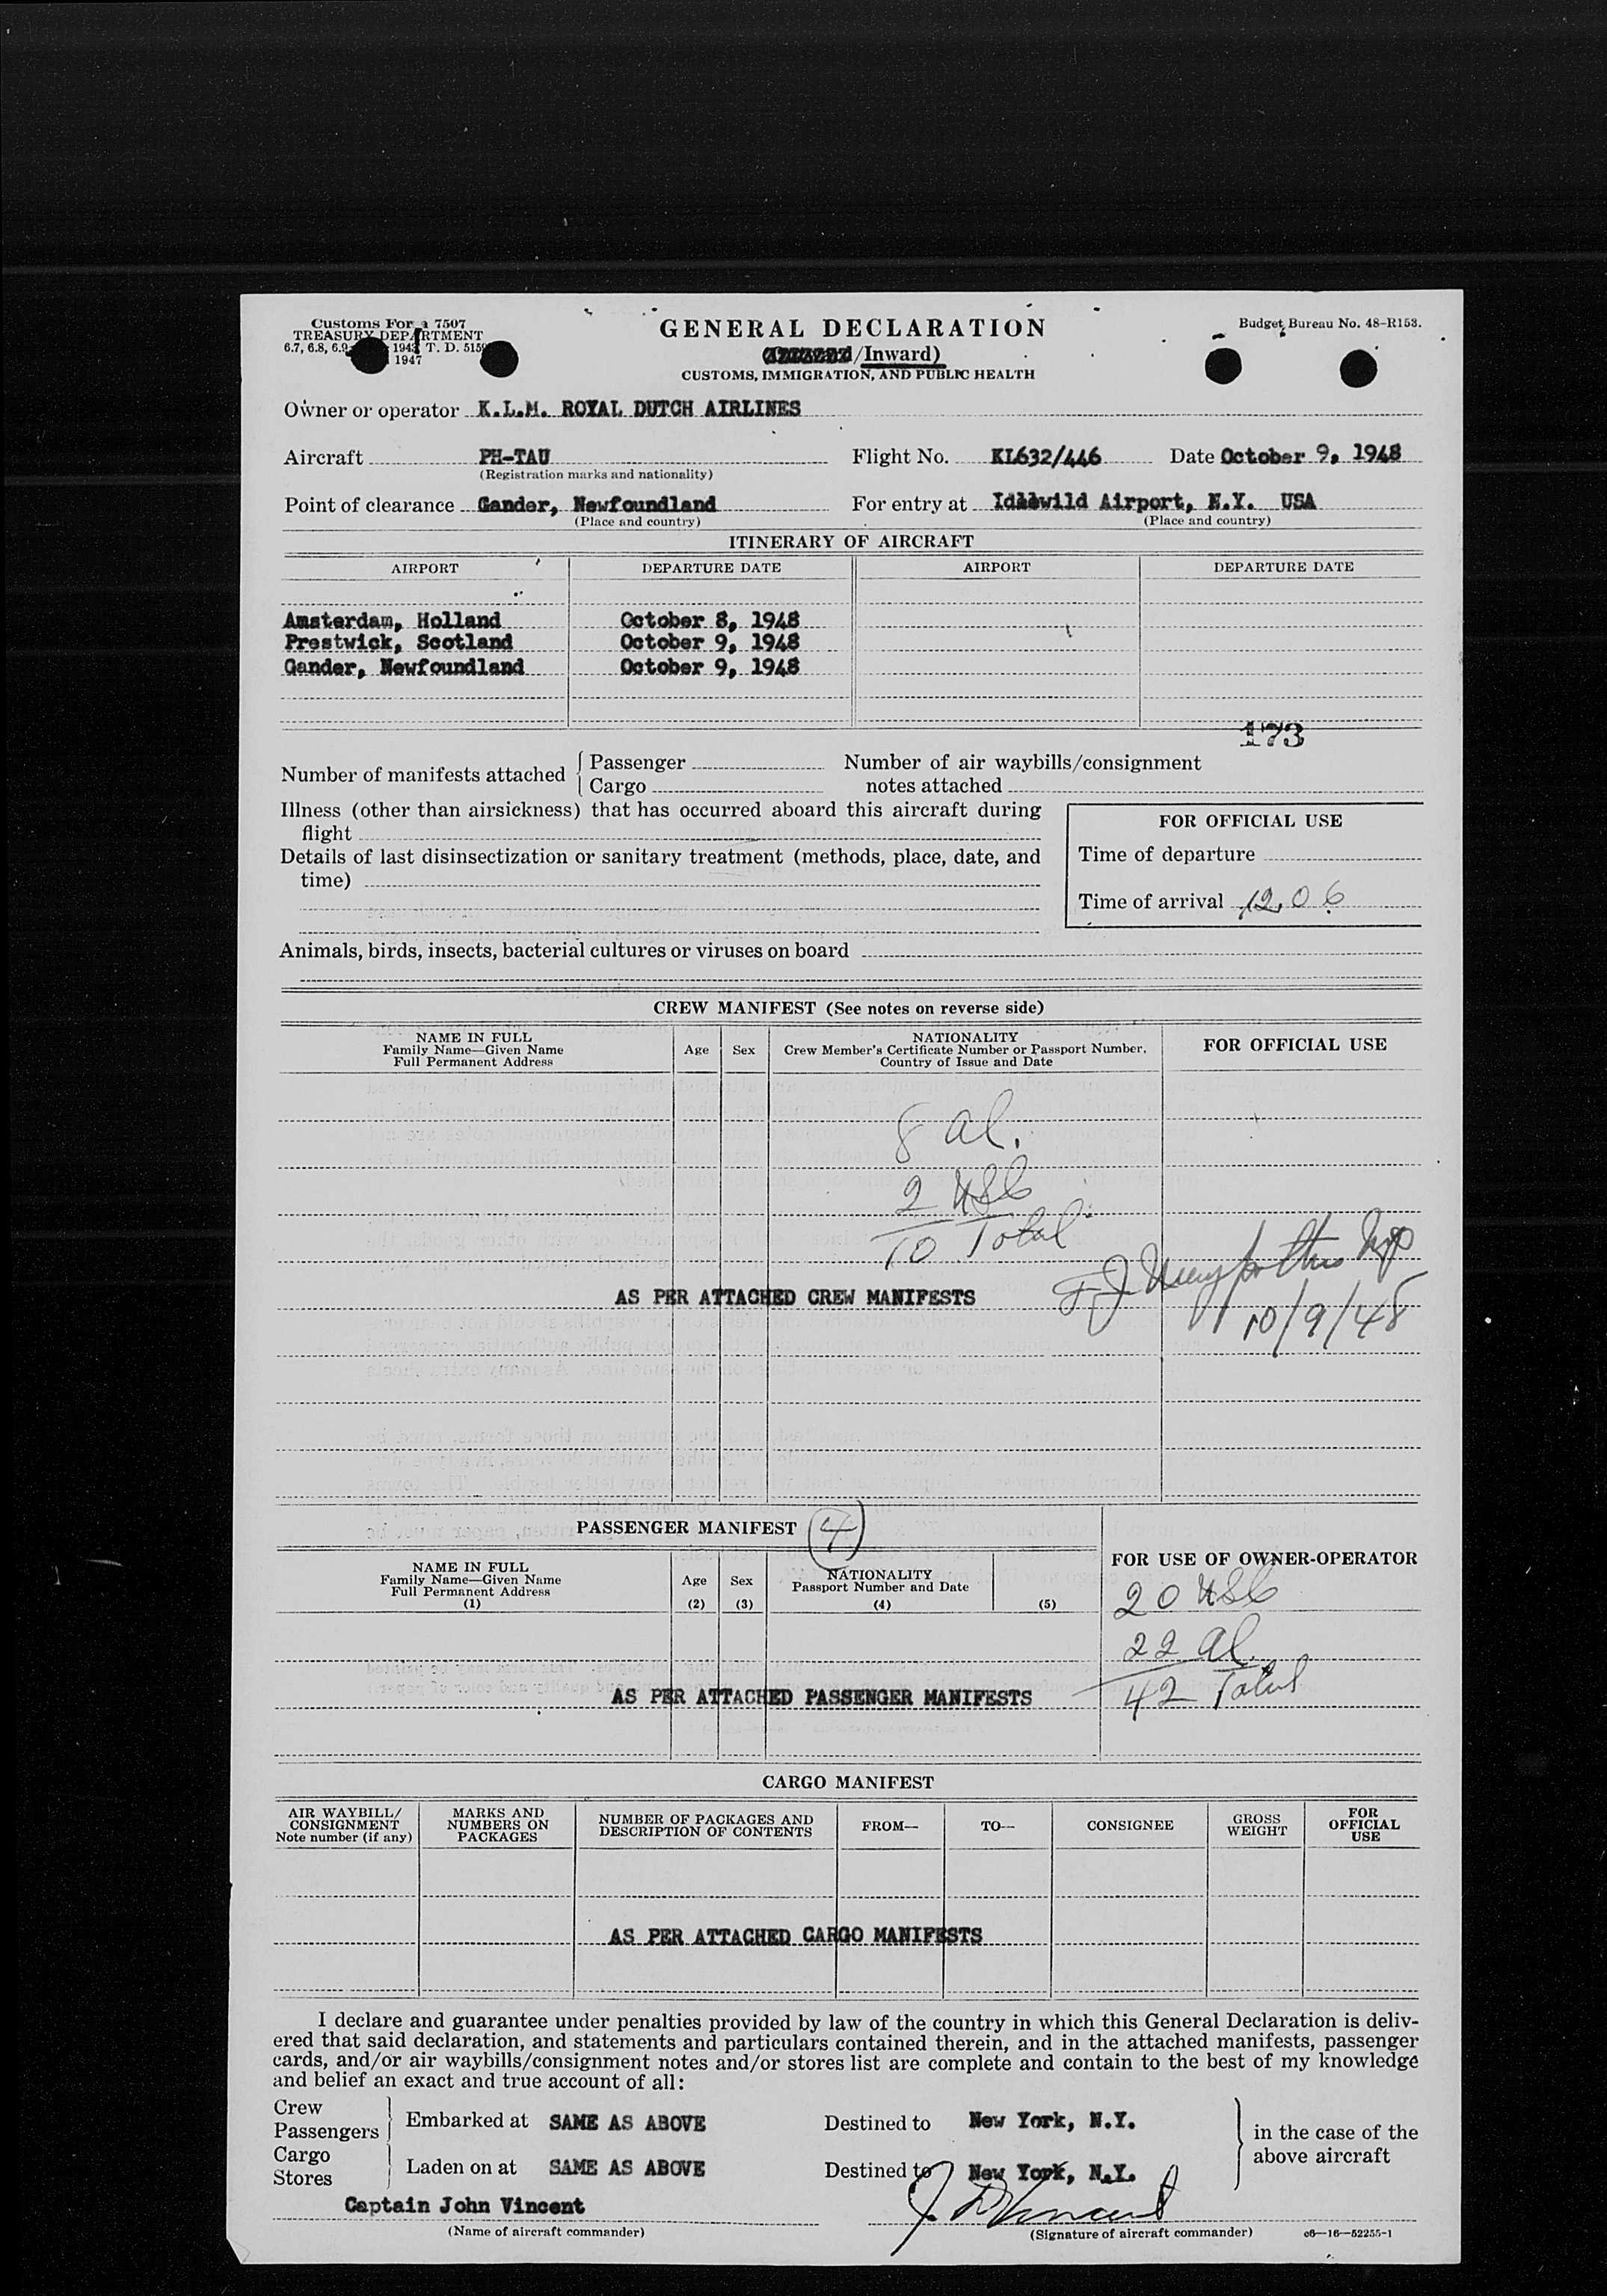 Customs Form 7507
TREASURY DEPARTMENT
6.7, 6.8, 6.9, T. D.
1947
GENERAL DECLARATION
/Inward)
CUSTOMS, IMMIGRATION, AND PUBLIC HEALTH
Budget Bureau No. 48-R153.
Owner or operator K.L.M. ROYAL DUTCH AIRLINES
Aircraft PH-TAU Flight No. KL632/446 Date October 9, 1948
(Registration marks and nationality)
Point of clearance Gander, Newfoundland For entry at Idlewild Airport, N.Y. USA
(Place and country) (Place and country)
ITINERARY OF AIRCRAFT
AIRPORT DEPARTURE DATE AIRPORT DEPARTURE DATE
Amsterdam, Holland October 8, 1948
Prestwick, Scotland October 9, 1948
Gander, Newfoundland October 9, 1948
173
Number of manifests attached { Passenger Number of air waybills/consignment
Cargo notes attached
Illness (other than airsickness) that has occurred aboard this aircraft during
flight
Details of last disinsectization or sanitary treatment (methods, place, date, and
time)
FOR OFFICIAL USE
Time of departure
Time of arrival 12.06
Animals, birds, insects, bacterial cultures or viruses on board
CREW MANIFEST (See notes on reverse side)
NAME IN FULL
Family Name—Given Name
Full Permanent Address
Age Sex
NATIONALITY
Crew Member's Certificate Number or Passport Number,
Country of Issue and Date
FOR OFFICIAL USE
8 al.
2 USC
10 Total
AS PER ATTACHED CREW MANIFESTS
10/9/48
PASSENGER MANIFEST (4)
NAME IN FULL
Family Name—Given Name
Full Permanent Address
(1)
Age
(2)
Sex
(3)
NATIONALITY
Passport Number and Date
(4) (5)
FOR USE OF OWNER-OPERATOR
20 USC
22 al.
42 Total
AS PER ATTACHED PASSENGER MANIFESTS
CARGO MANIFEST
AIR WAYBILL/
CONSIGNMENT
Note number (if any)
MARKS AND
NUMBERS ON
PACKAGES
NUMBER OF PACKAGES AND
DESCRIPTION OF CONTENTS
FROM—
TO—
CONSIGNEE
GROSS
WEIGHT
FOR
OFFICIAL
USE
AS PER ATTACHED CARGO MANIFESTS
I declare and guarantee under penalties provided by law of the country in which this General Declaration is deliv-
ered that said declaration, and statements and particulars contained therein, and in the attached manifests, passenger
cards, and/or air waybills/consignment notes and/or stores list are complete and contain to the best of my knowledge
and belief an exact and true account of all:
Crew
Passengers
Embarked at SAME AS ABOVE Destined to New York, N.Y.
Cargo
Stores
Laden on at SAME AS ABOVE Destined to New York, N.Y.
in the case of the
above aircraft
Captain John Vincent
J. Vincent
(Name of aircraft commander) (Signature of aircraft commander) c6—16—52255-1